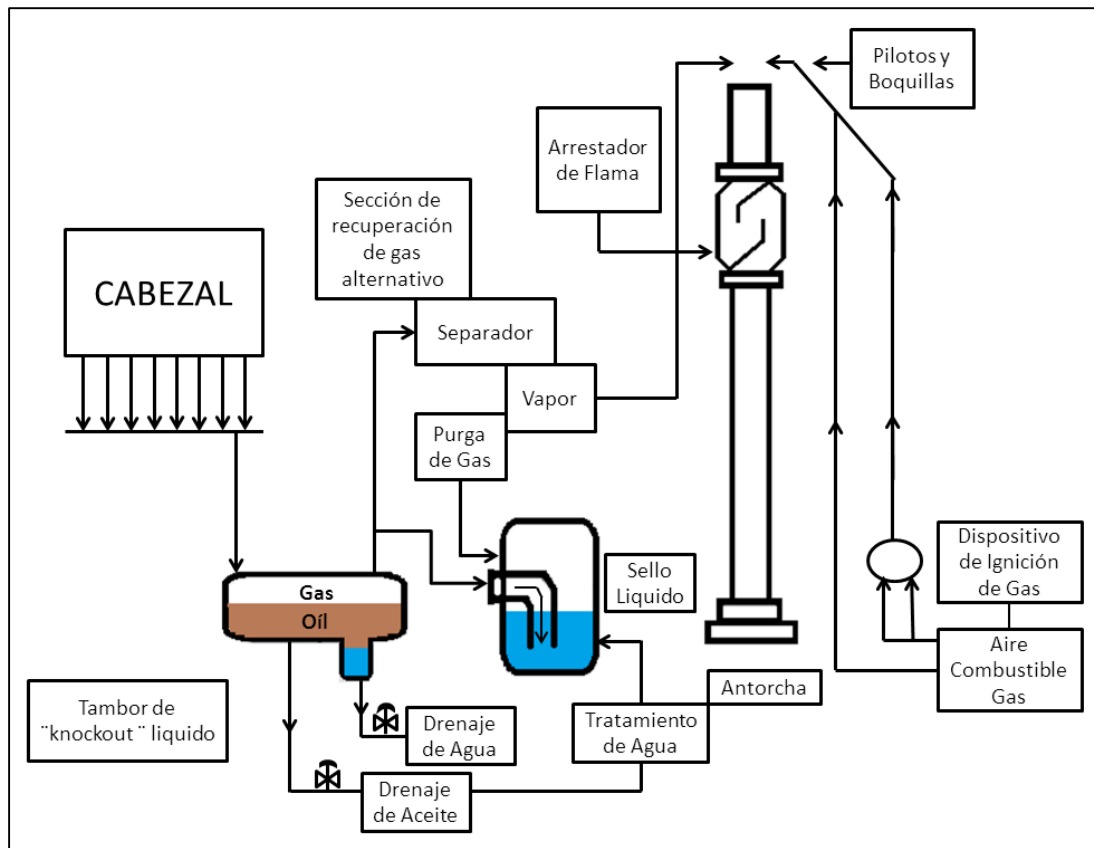 Pilotos y
Boquillas
Arrestador
de Flama
Sección de
recuperación
de gas
alternativo
CABEZAL
Separador
Vapor
Purga
de Gas
Gas
Oíl
Sello
Liquido
Dispositivo
de Ignición
de Gas
Aire
Combustible
Gas
Antorcha
Tambor de
¨knockout ¨ liquido
Drenaje
de Agua
Tratamiento
de Agua
Drenaje
de Aceite